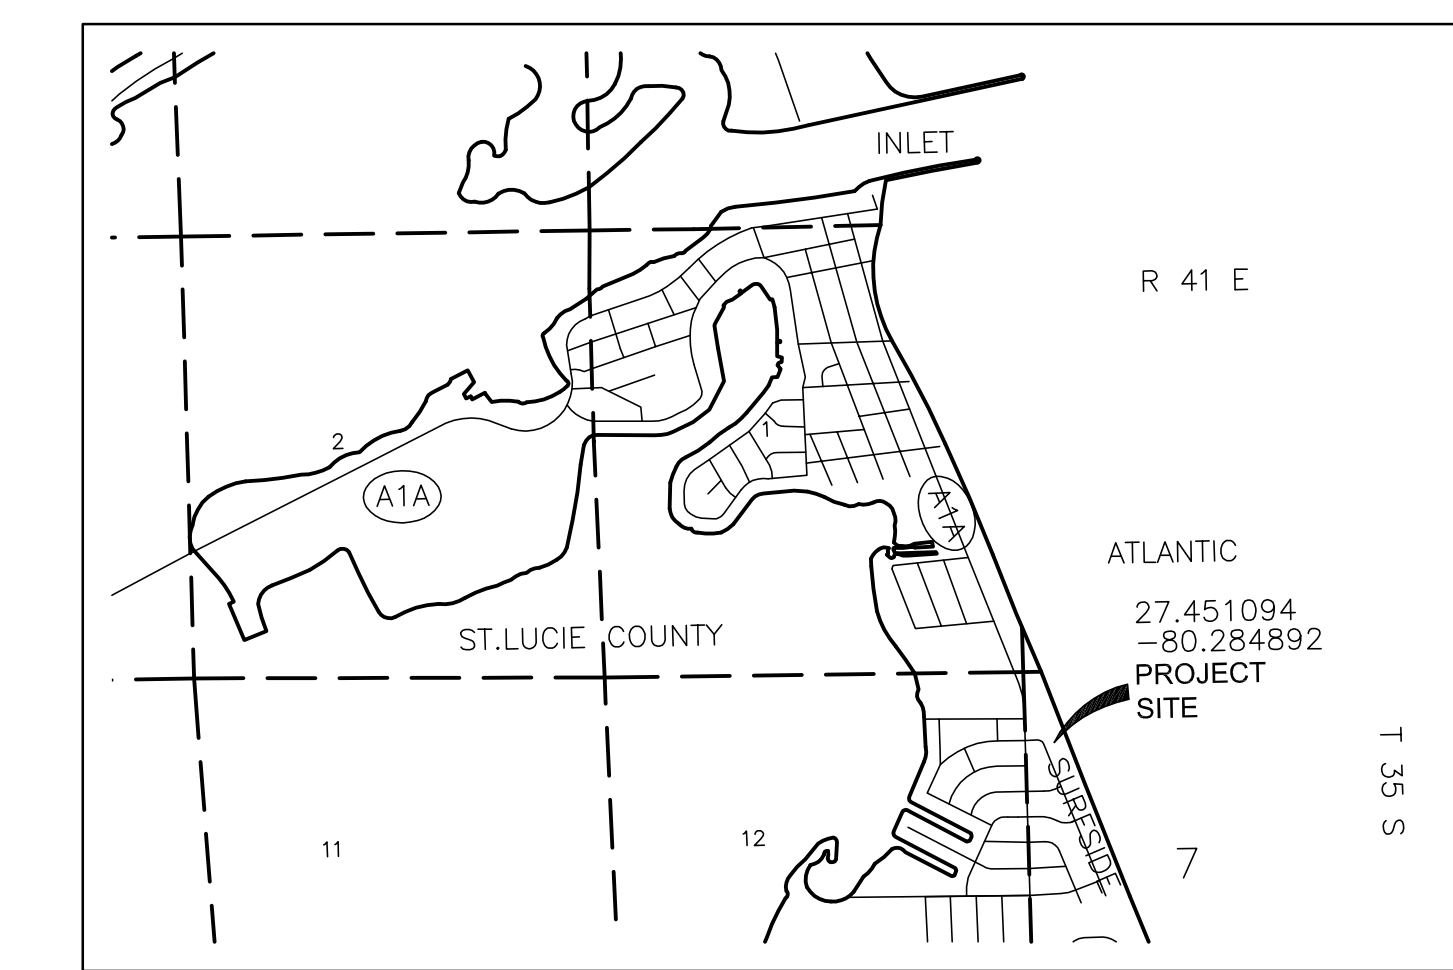 INLET
R 41 E
2
1
A1A
A1A
ATLANTIC
27.451094
-80.284892
ST.LUCIE COUNTY
PROJECT
SITE
T 35 S
SURESIDE
11
12
7